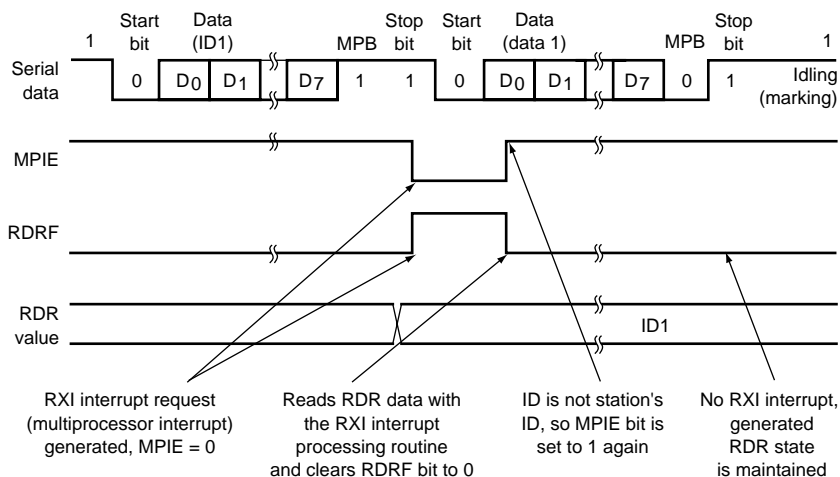 1
Start
bit
Data
(ID1)
MPB
Stop
bit
Start
bit
Data
(data 1)
MPB
Stop
bit
1
Serial
data
0
D0
D1
D7
1
1
0
D0
D1
D7
0
1
Idling
(marking)
MPIE
RDRF
RDR
value
ID1
RXI interrupt request
(multiprocessor interrupt)
generated, MPIE = 0
Reads RDR data with
the RXI interrupt
processing routine
and clears RDRF bit to 0
ID is not station's
ID, so MPIE bit is
set to 1 again
No RXI interrupt,
generated
RDR state
is maintained